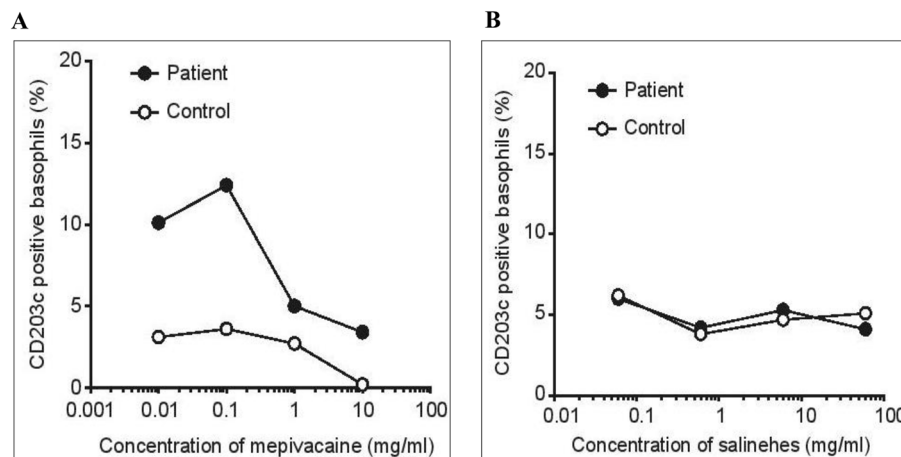 A
CD203c positive basophils (%)
20
15
10
5
0
Patient
Control
0.001 0.01 0.1 1 10 100
Concentration of mepivacaine (mg/ml)
B
CD203c positive basophils (%)
20
15
10
5
0
Patient
Control
0.01 0.1 1 10 100
Concentration of salinehes (mg/ml)